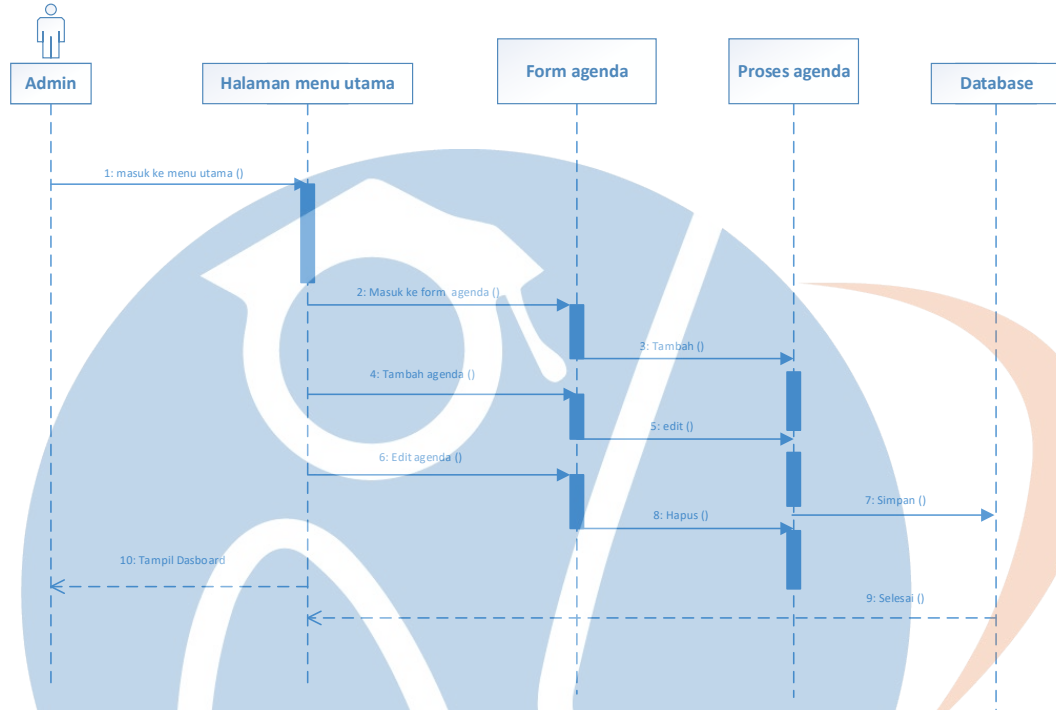 Admin
Halaman menu utama
Form agenda
Proses agenda
Database
1: masuk ke menu utama ()
2: Masuk ke form agenda ()
3: Tambah ()
4: Tambah agenda ()
5: edit ()
6: Edit agenda ()
7: Simpan ()
8: Hapus ()
10: Tampil Dasboard
9: Selesai ()